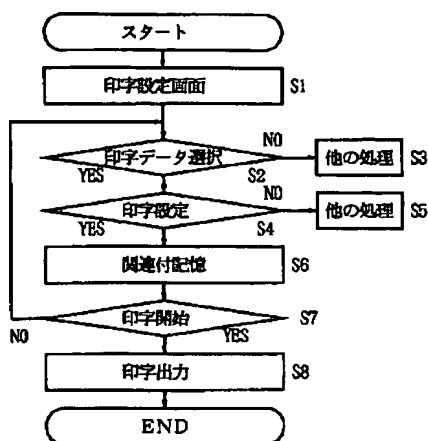 スタート
印字設定画面 S1
NO
印字データ選択 他の処理 S3
YES S2
NO
印字設定 他の処理 S5
YES S4
関連付記憶 S6
印字開始 S7
NO YES
印字出力 S8
END